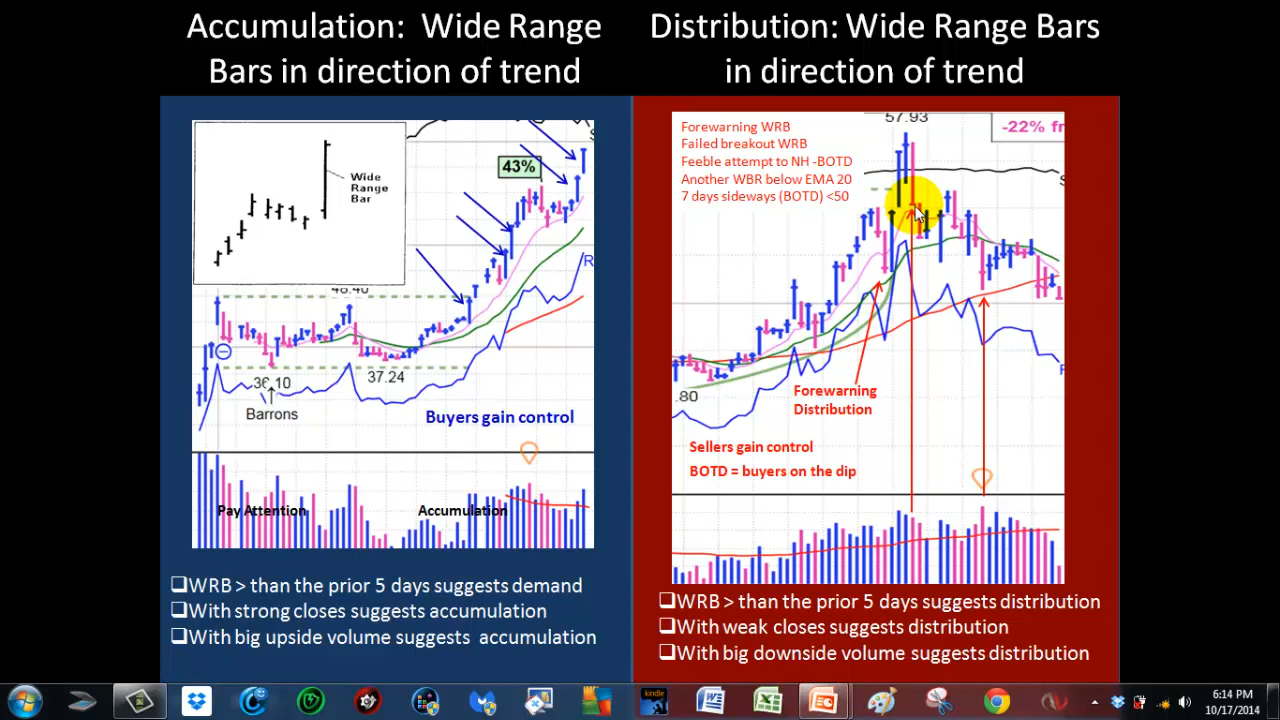 Accumulation: Wide Range
Bars in direction of trend
Distribution: Wide Range Bars
in direction of trend
Wide
Range
Bar
43%
48.40
36.10
37.24
Barrons
Buyers gain control
Pay Attention
Accumulation
R
WRB > than the prior 5 days suggests demand
With strong closes suggests accumulation
With big upside volume suggests accumulation
Forewarning WRB
Failed breakout WRB
Feeble attempt to NH -BOTD
Another WBR below EMA 20
7 days sideways (BOTD) <50
57.93
-22% fr
.80
Forewarning
Distribution
Sellers gain control
BOTD = buyers on the dip
WRB > than the prior 5 days suggests distribution
With weak closes suggests distribution
With big downside volume suggests distribution
kindle
6:14 PM
10/17/2014